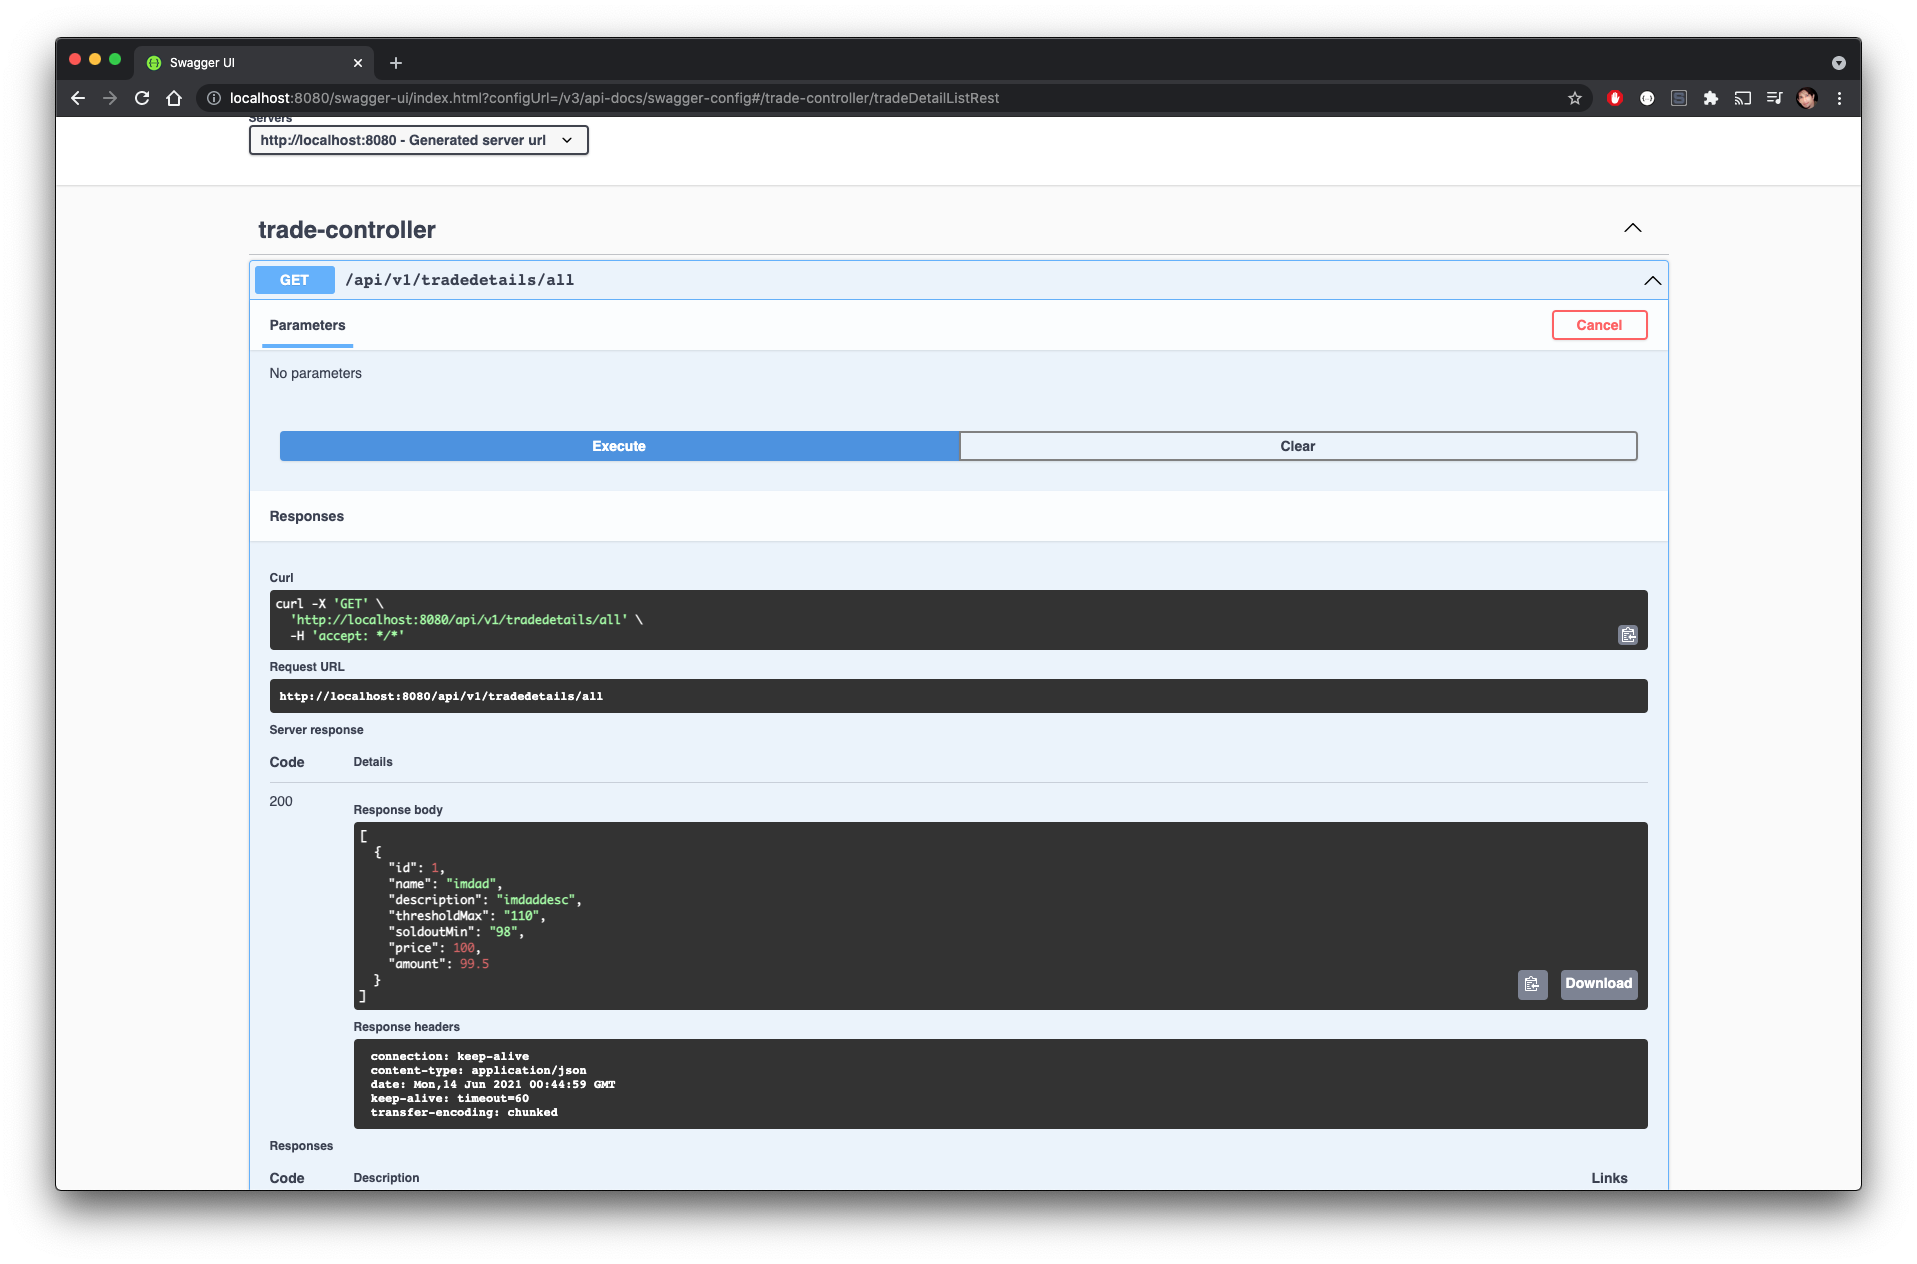 Swagger UI
localhost:8080/swagger-ui/index.html?configUrl=/v3/api-docs/swagger-config#/trade-controller/tradeDetailListRest
Servers
http://localhost:8080 - Generated server url
trade-controller
GET /api/v1/tradedetails/all
Parameters
Cancel
No parameters
Execute
Clear
Responses
Curl
curl -X 'GET' \
'http://localhost:8080/api/v1/tradedetails/all' \
-H 'accept: */*'
Request URL
http://localhost:8080/api/v1/tradedetails/all
Server response
Code Details
200
Response body
[
{
"id": 1,
"name": "imdad",
"description": "imdaddesc",
"thresholdMax": "110",
"soldoutMin": "98",
"price": 100,
"amount": 99.5
}
]
Download
Response headers
connection: keep-alive
content-type: application/json
date: Mon,14 Jun 2021 00:44:59 GMT
keep-alive: timeout=60
transfer-encoding: chunked
Responses
Code Description Links